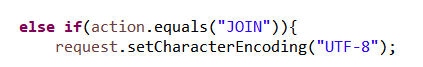 else if(action.equals("JOIN")){
    request.setCharacterEncoding("UTF-8");